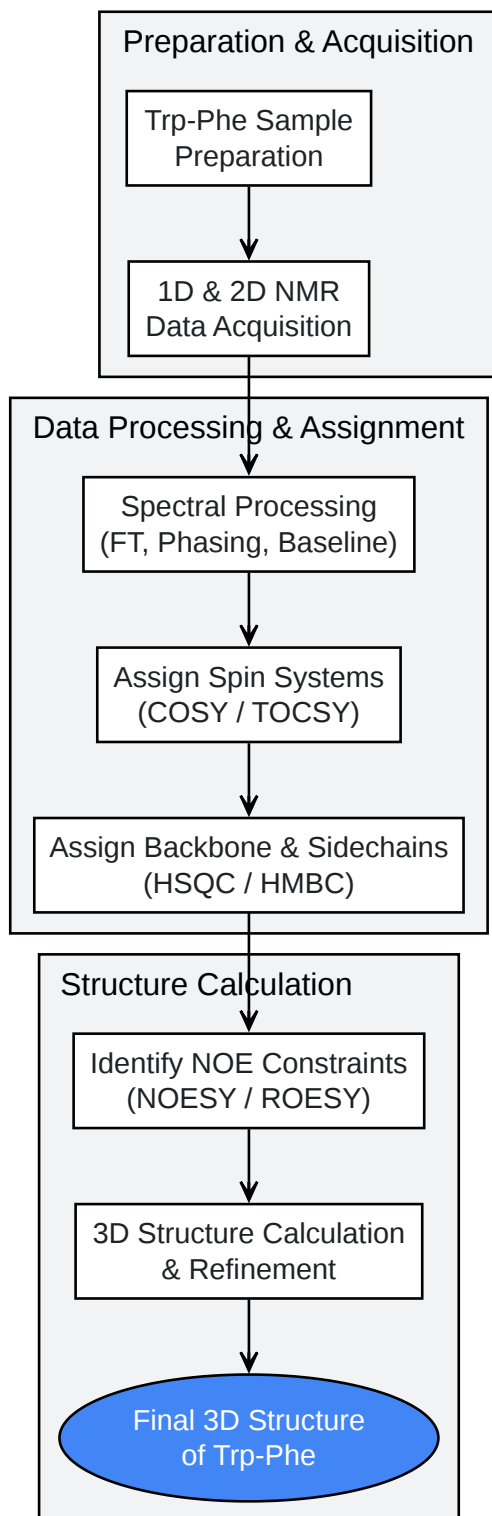 Preparation & Acquisition
Trp-Phe Sample
Preparation
1D & 2D NMR
Data Acquisition
Data Processing & Assignment
Spectral Processing
(FT, Phasing, Baseline)
Assign Spin Systems
(COSY / TOCSY)
Assign Backbone & Sidechains
(HSQC / HMBC)
Structure Calculation
Identify NOE Constraints
(NOESY / ROESY)
3D Structure Calculation
& Refinement
Final 3D Structure
of Trp-Phe